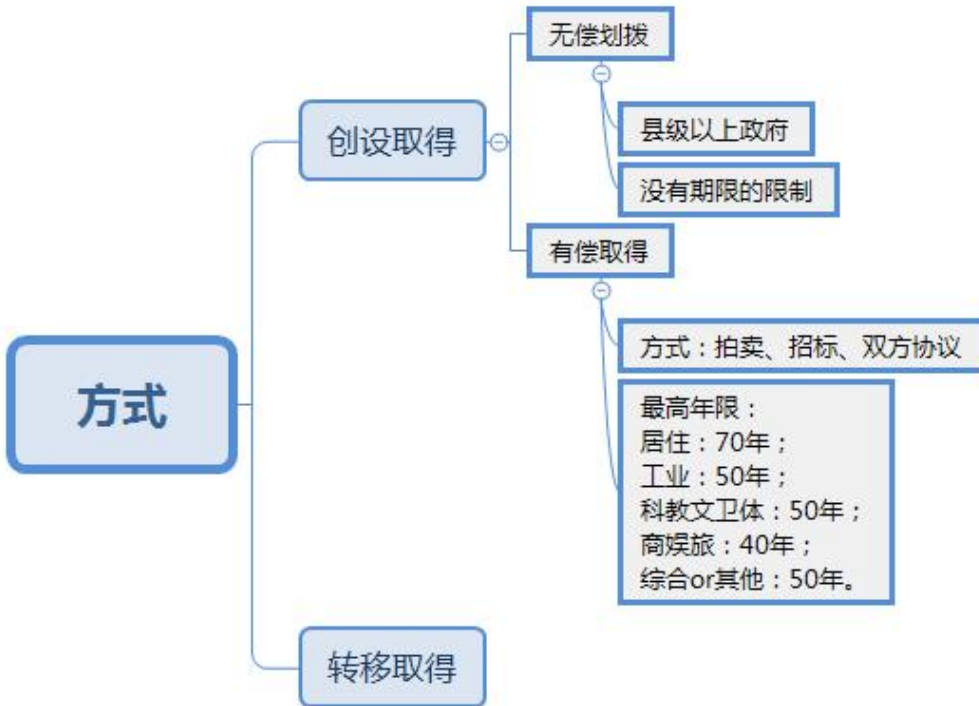 无偿划拨
创设取得
县级以上政府
没有期限的限制
有偿取得
方式：拍卖、招标、双方协议
方式
最高年限：
居住：70年；
工业：50年；
科教文卫体：50年；
商娱旅：40年；
综合or其他：50年。
转移取得